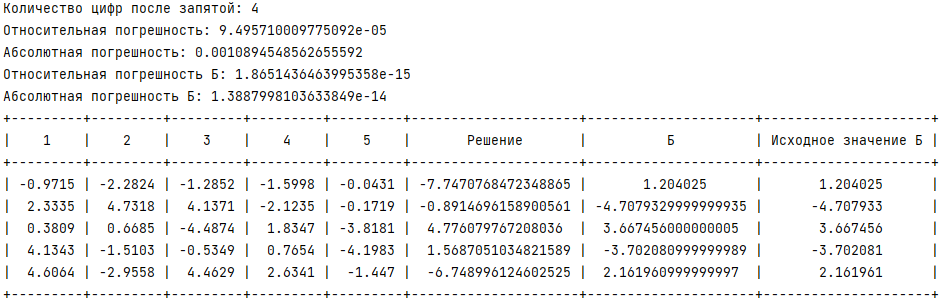 Количество цифр после запятой: 4
Относительная погрешность: 9.495710009775092e-05
Абсолютная погрешность: 0.0010894548562655592
Относительная погрешность Б: 1.8651436463995358e-15
Абсолютная погрешность Б: 1.3887998103633849e-14
+---------+---------+---------+---------+---------+---------------------+---------------------+---------------------+
|    1    |    2    |    3    |    4    |    5    |       Решение       |          Б          | Исходное значение Б |
+---------+---------+---------+---------+---------+---------------------+---------------------+---------------------+
| -0.9715 | -2.2824 | -1.2852 | -1.5998 | -0.0431 | -7.7470768472348865 |       1.204025      |       1.204025      |
|  2.3335 |  4.7318 |  4.1371 | -2.1235 | -0.1719 | -0.8914696158900561 | -4.7079329999999935 |      -4.707933      |
|  0.3809 |  0.6685 | -4.4874 |  1.8347 | -3.8181 |  4.776079767208036  |  3.667456000000005  |       3.667456      |
|  4.1343 | -1.5103 | -0.5349 |  0.7654 | -4.1983 |  1.5687051034821589 |  -3.702080999999989 |      -3.702081      |
|  4.6064 | -2.9558 |  4.4629 |  2.6341 |  -1.447 |  -6.748996124602525 |  2.161960999999997  |       2.161961      |
+---------+---------+---------+---------+---------+---------------------+---------------------+---------------------+